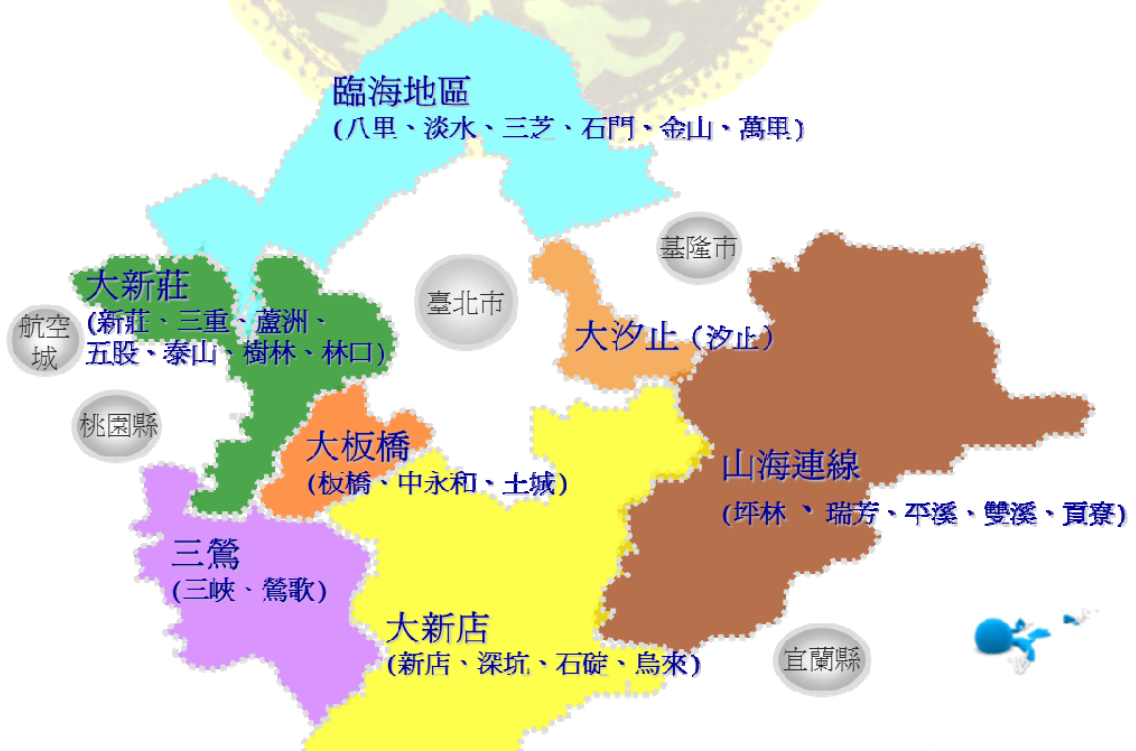 臨海地區
(八里、淡水、三芝、石門、金山、萬里)
基隆市
大新莊
(新莊、三重、蘆洲、
五股、泰山、樹林、林口)
臺北市
航空
城
大汐止(汐止)
桃園縣
大板橋
(板橋、中永和、土城)
山海連線
(坪林、瑞芳、平溪、雙溪、貢寮)
三鶯
(三峽、鶯歌)
大新店
(新店、深坑、石碇、烏來)
宜蘭縣